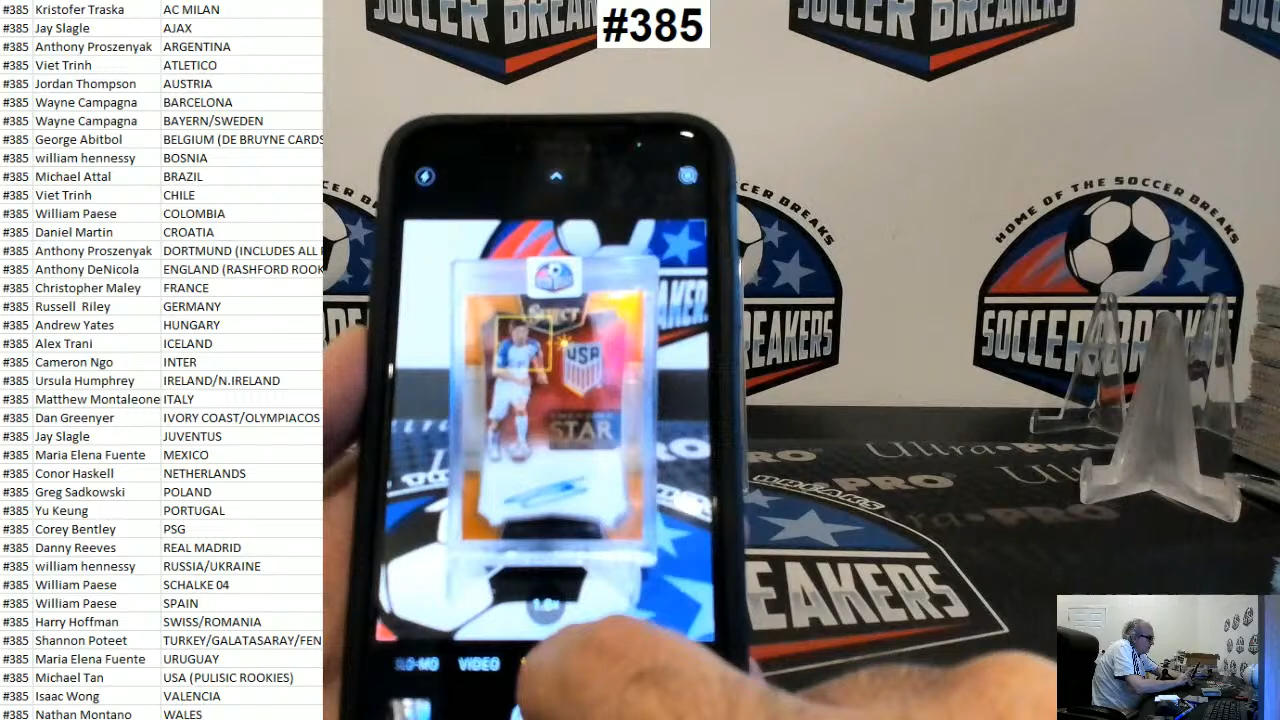 #385 Kristofer Traska AC MILAN
#385 Jay Slagle AJAX
#385 Anthony Proszenyak ARGENTINA
#385 Viet Trinh ATLETICO
#385 Jordan Thompson AUSTRIA
#385 Wayne Campagna BARCELONA
#385 Wayne Campagna BAYERN/SWEDEN
#385 George Abitbol BELGIUM (DE BRUYNE CARDS
#385 william hennessy BOSNIA
#385 Michael Attal BRAZIL
#385 Viet Trinh CHILE
#385 William Paese COLOMBIA
#385 Daniel Martin CROATIA
#385 Anthony Proszenyak DORTMUND (INCLUDES ALL
#385 Anthony DeNicola ENGLAND (RASHFORD ROOK
#385 Christopher Maley FRANCE
#385 Russell Riley GERMANY
#385 Andrew Yates HUNGARY
#385 Alex Trani ICELAND
#385 Cameron Ngo INTER
#385 Ursula Humphrey IRELAND/N.IRELAND
#385 Matthew Montaleone ITALY
#385 Dan Greenyer IVORY COAST/OLYMPIACOS
#385 Jay Slagle JUVENTUS
#385 Maria Elena Fuente MEXICO
#385 Conor Haskell NETHERLANDS
#385 Greg Sadkowski POLAND
#385 Yu Keung PORTUGAL
#385 Corey Bentley PSG
#385 Danny Reeves REAL MADRID
#385 william hennessy RUSSIA/UKRAINE
#385 William Paese SCHALKE 04
#385 William Paese SPAIN
#385 Harry Hoffman SWISS/ROMANIA
#385 Shannon Poteet TURKEY/GALATASARAY/FEN
#385 Maria Elena Fuente URUGUAY
#385 Michael Tan USA (PULISIC ROOKIES)
#385 Isaac Wong VALENCIA
#385 Nathan Montano WALES
#385
SOCCER BREAKERS
SOCCER BREAKERS
HOME OF THE SOCCER BREAKS
SOCCER BREAKERS
BREAKS
BREAKERS
SELECT
USA
STAR
SLO-MO VIDEO
Ultra PRO
PRO